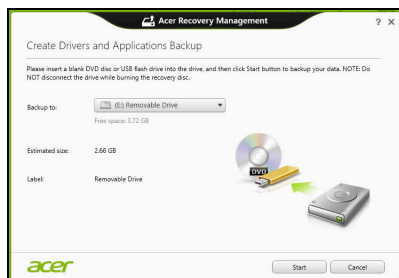 Acer Recovery Management
? X
Create Drivers and Applications Backup
Please insert a blank DVD disc or USB flash drive into the drive, and then click Start button to backup your data. NOTE: Do
NOT disconnect the drive while burning the recovery disc.
Backup to: (E:) Removable Drive
Free space: 3.72 GB
Estimated size: 2.66 GB
Label: Removable Drive
DVD
acer Start Cancel